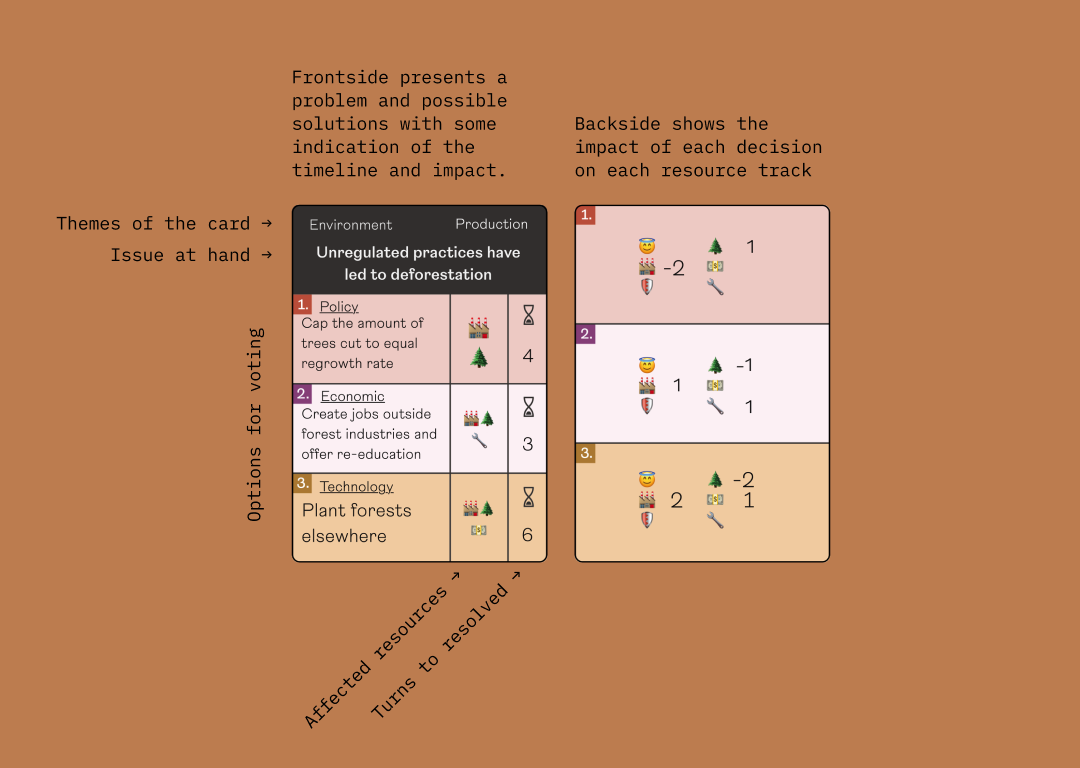 Frontside presents a
problem and possible
solutions with some
indication of the
timeline and impact.
Backside shows the
impact of each decision
on each resource track
Themes of the card →
Issue at hand →
Options for voting
Environment Production
Unregulated practices have
led to deforestation
1. Policy
Cap the amount of
trees cut to equal
regrowth rate
4
2. Economic
Create jobs outside
forest industries and
offer re-education
3
3. Technology
Plant forests
elsewhere
6
Affected resources →
Turns to resolved →
1.
1
-2
2.
-1
1
1
3.
-2
2 1